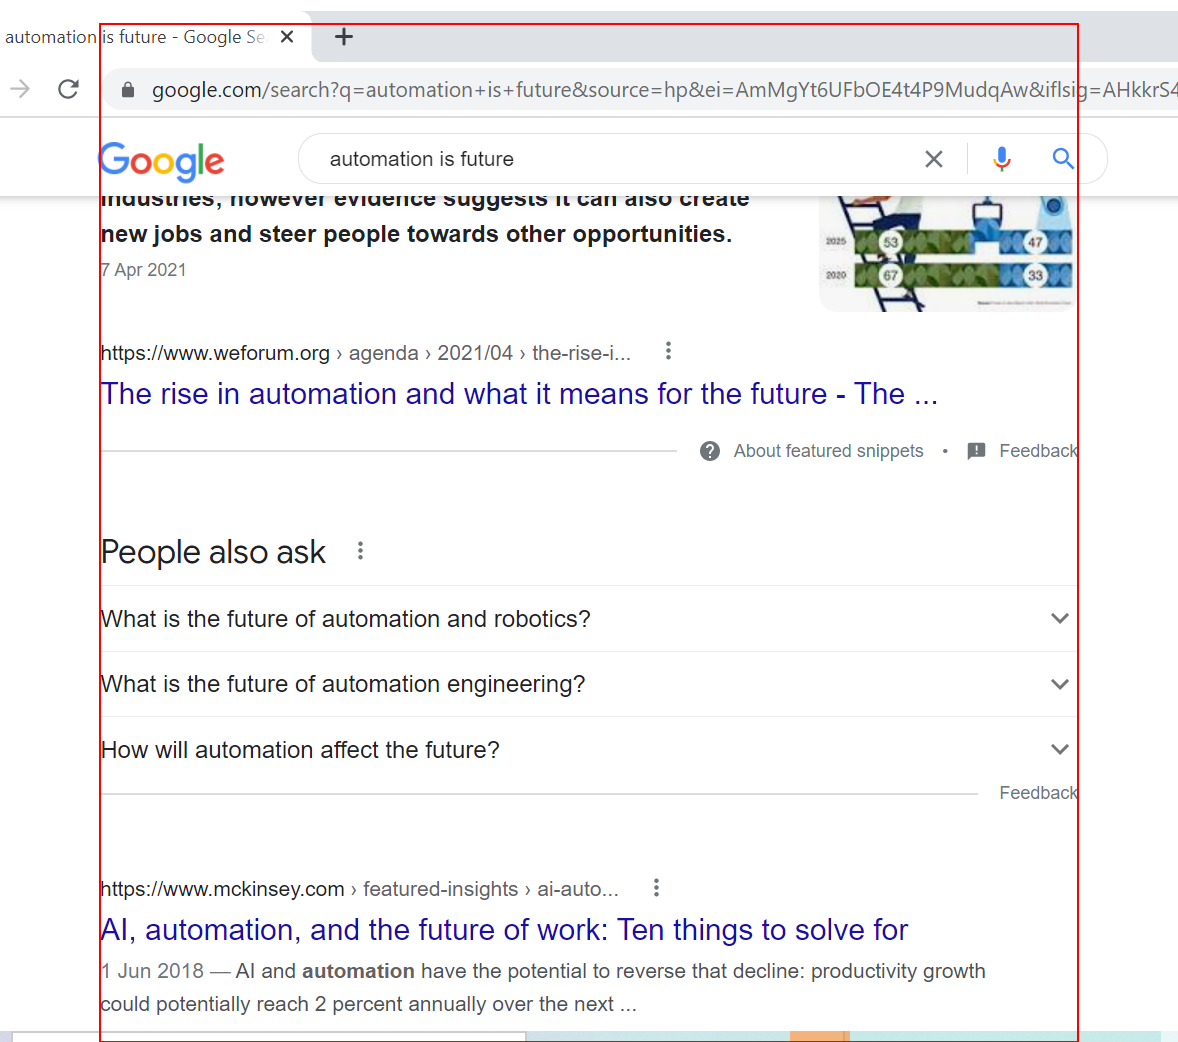 automation is future - Google Se
google.com/search?q=automation+is+future&source=hp&ei=AmMgYt6UFbOE4t4P9MudqAw&iflsig=AHkkrS4
Google
automation is future
industries, however evidence suggests it can also create
new jobs and steer people towards other opportunities.
7 Apr 2021
2025 53 47
2020 67 33
https://www.weforum.org › agenda › 2021/04 › the-rise-i...
The rise in automation and what it means for the future - The ...
About featured snippets • Feedback
People also ask
What is the future of automation and robotics?
What is the future of automation engineering?
How will automation affect the future?
Feedback
https://www.mckinsey.com › featured-insights › ai-auto...
AI, automation, and the future of work: Ten things to solve for
1 Jun 2018 — AI and automation have the potential to reverse that decline: productivity growth
could potentially reach 2 percent annually over the next ...